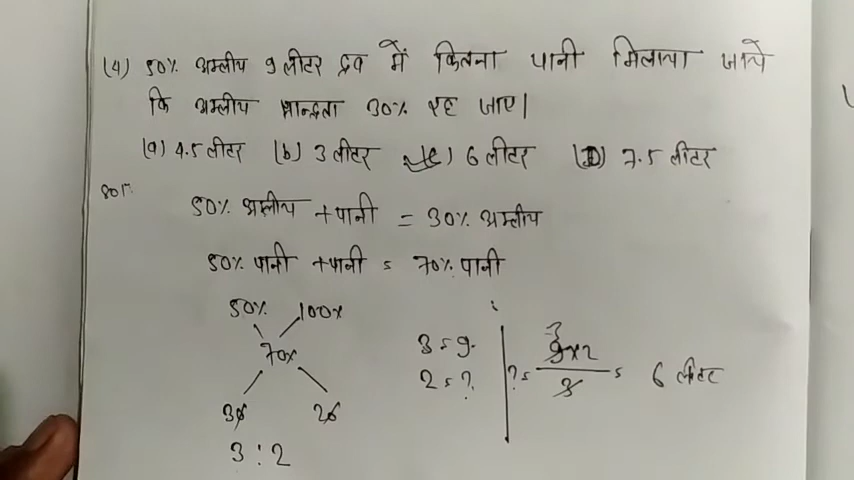 (4) 50% अम्लीय 9 लीटर द्रव में कितना पानी मिलाया जाये
कि अम्लीय सान्द्रता 30% रह जाए|
(a) 4.5 लीटर (b) 3 लीटर (c) 6 लीटर (D) 7.5 लीटर
sol.
50% अम्लीय + पानी = 30% अम्लीय
50% पानी + पानी = 70% पानी
50% 100%
70%
30 20
3 : 2
3 = 9
2 = ?
? = 9x2/3 = 6 लीटर